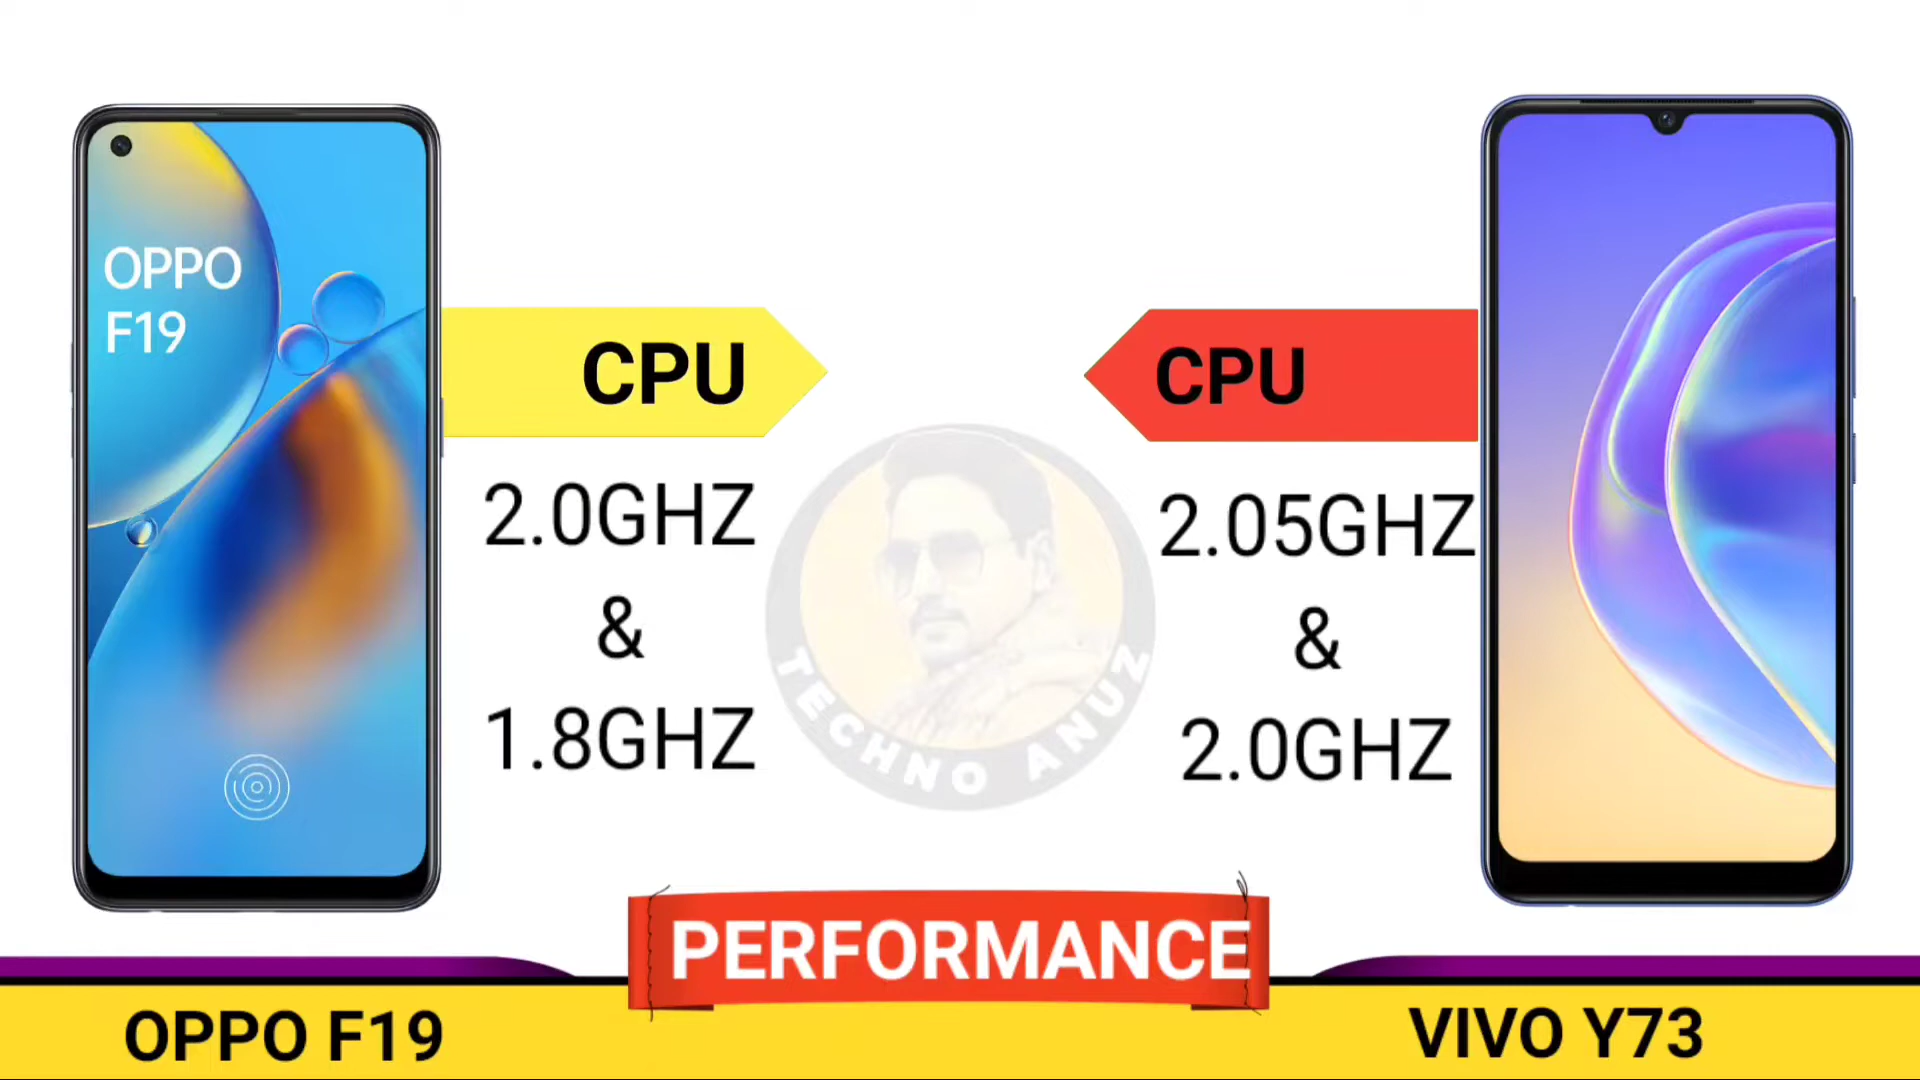 OPPO
F19
CPU
2.0GHZ
&
1.8GHZ
CPU
2.05GHZ
&
2.0GHZ
TECHNO ANUZ
PERFORMANCE
OPPO F19
VIVO Y73